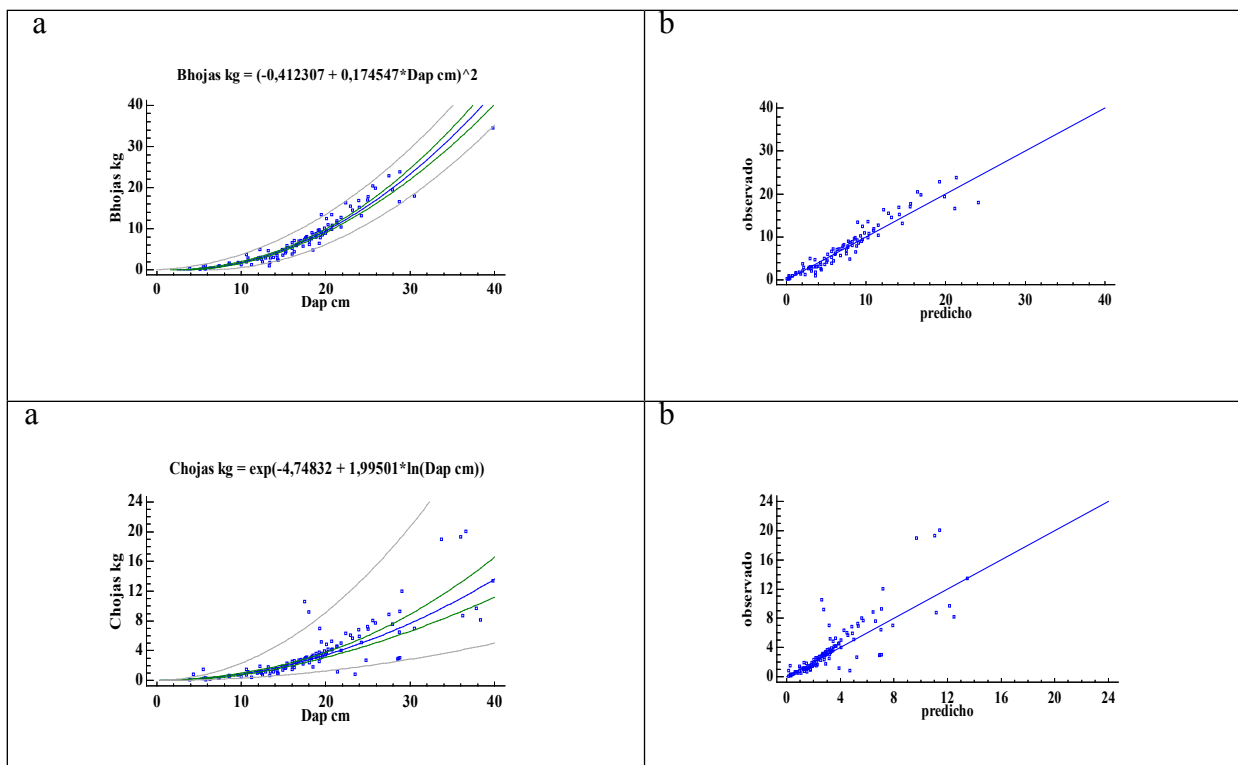 a
Bhojas kg = (-0,412307 + 0,174547*Dap cm)^2
Bhojas kg
40
30
20
10
0
0 10 20 30 40
Dap cm
b
observado
40
30
20
10
0
0 10 20 30 40
predicho
a
Chojas kg = exp(-4,74832 + 1,99501*ln(Dap cm))
Chojas kg
24
20
16
12
8
4
0
0 10 20 30 40
Dap cm
b
observado
24
20
16
12
8
4
0
0 4 8 12 16 20 24
predicho